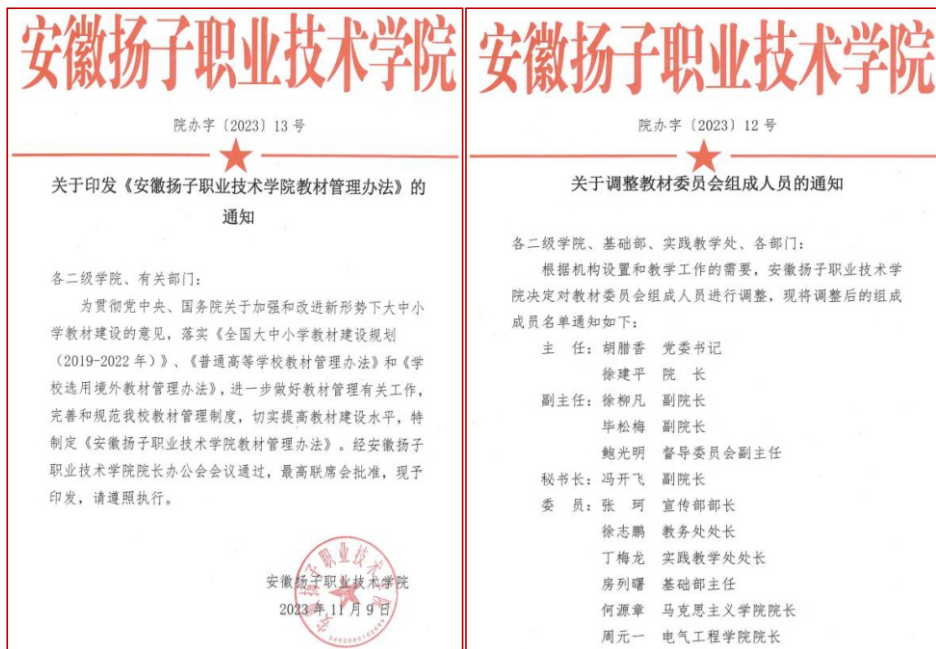 安徽扬子职业技术学院
院办字〔2023〕13 号
关于印发《安徽扬子职业技术学院教材管理办法》的
通知
各二级学院、有关部门:
为贯彻党中央、国务院关于加强和改进新形势下大中小
学教材建设的意见，落实《全国大中小学教材建设规划
（2019-2022 年）》、《普通高等学校教材管理办法》和《学
校选用境外教材管理办法》，进一步做好教材管理有关工作，
完善和规范我校教材管理制度，切实提高教材建设水平，特
制定《安徽扬子职业技术学院教材管理办法》。经安徽扬子
职业技术学院院长办公会会议通过，最高联席会批准，现予
印发，请遵照执行。
安徽扬子职业技术学院
2023 年 11 月 9 日
安徽扬子职业技术学院
安徽扬子职业技术学院
院办字〔2023〕12 号
关于调整教材委员会组成人员的通知
各二级学院、基础部、实践教学处、各部门:
根据机构设置和教学工作的需要，安徽扬子职业技术学
院决定对教材委员会组成人员进行调整，现将调整后的组成
成员名单通知如下:
主 任: 胡腊香 党委书记
徐建平 院 长
副主任: 徐柳凡 副院长
毕松梅 副院长
鲍光明 督导委员会副主任
秘书长: 冯开飞 副院长
委 员: 张 珂 宣传部部长
徐志鹏 教务处处长
丁梅龙 实践教学处处长
房列曙 基础部主任
何源章 马克思主义学院院长
周元一 电气工程学院院长